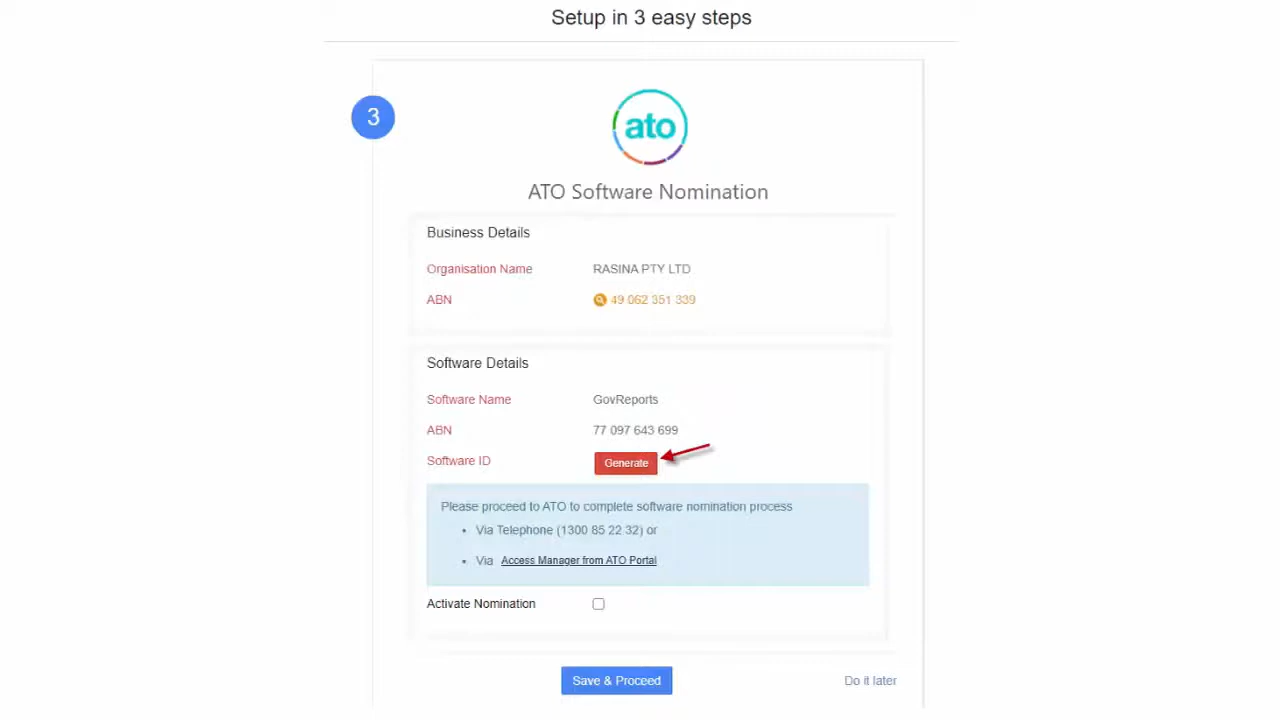 Setup in 3 easy steps
3
ato
ATO Software Nomination
Business Details
Organisation Name RASINA PTY LTD
ABN 49 062 351 339
Software Details
Software Name GovReports
ABN 77 097 643 699
Software ID Generate
Please proceed to ATO to complete software nomination process
• Via Telephone (1300 85 22 32) or
• Via Access Manager from ATO Portal
Activate Nomination
Save & Proceed Do it later